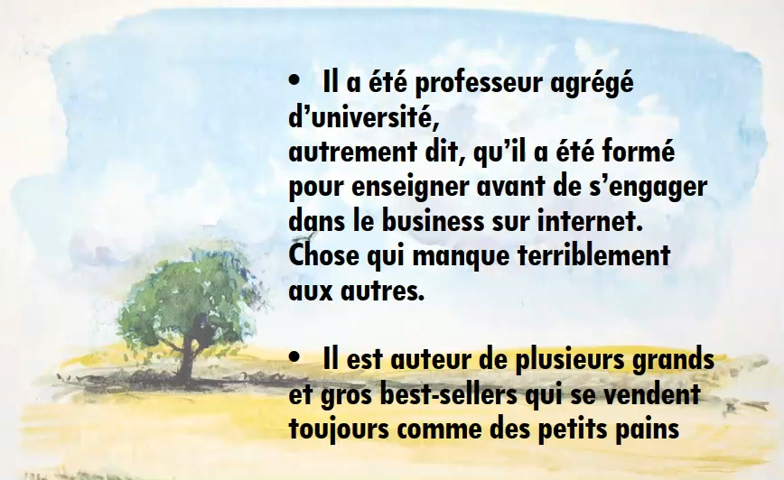 • Il a été professeur agrégé
d'université,
autrement dit, qu'il a été formé
pour enseigner avant de s'engager
dans le business sur internet.
Chose qui manque terriblement
aux autres.
• Il est auteur de plusieurs grands
et gros best-sellers qui se vendent
toujours comme des petits pains